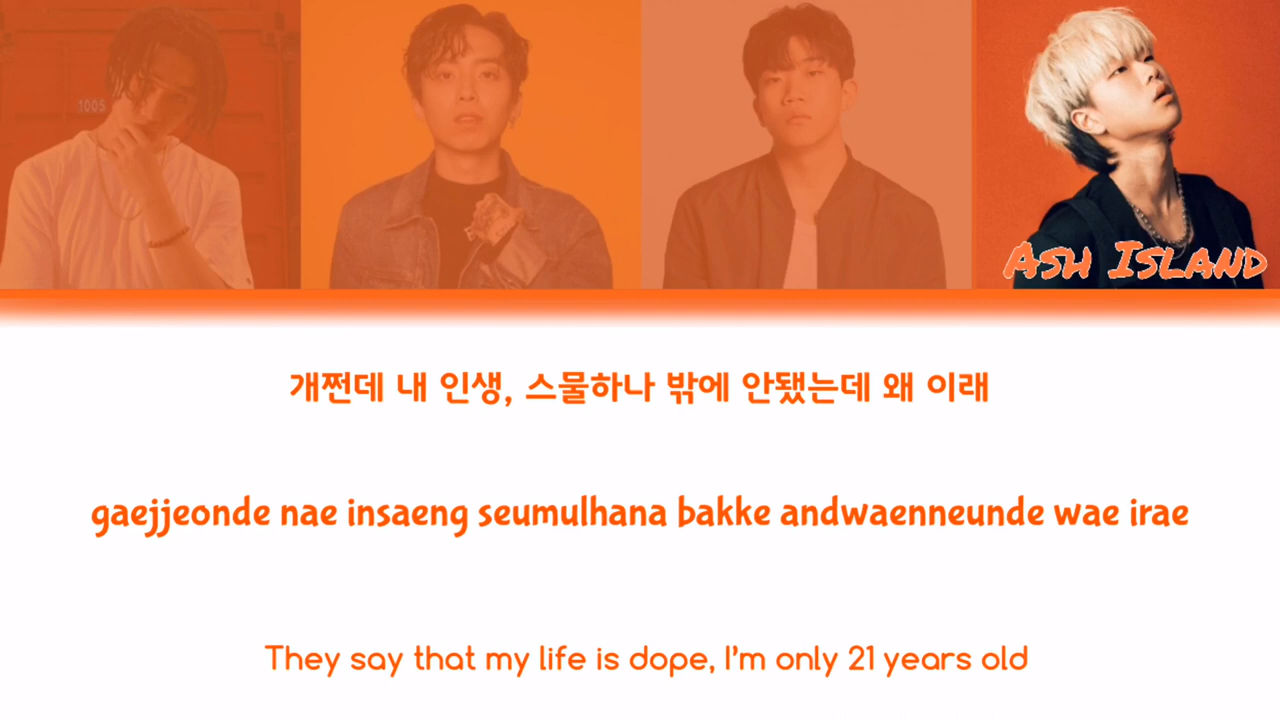 1005
Ash Island
개쩐데 내 인생, 스물하나 밖에 안됐는데 왜 이래
gaejjeonde nae insaeng seumulhana bakke andwaenneunde wae irae
They say that my life is dope, I'm only 21 years old